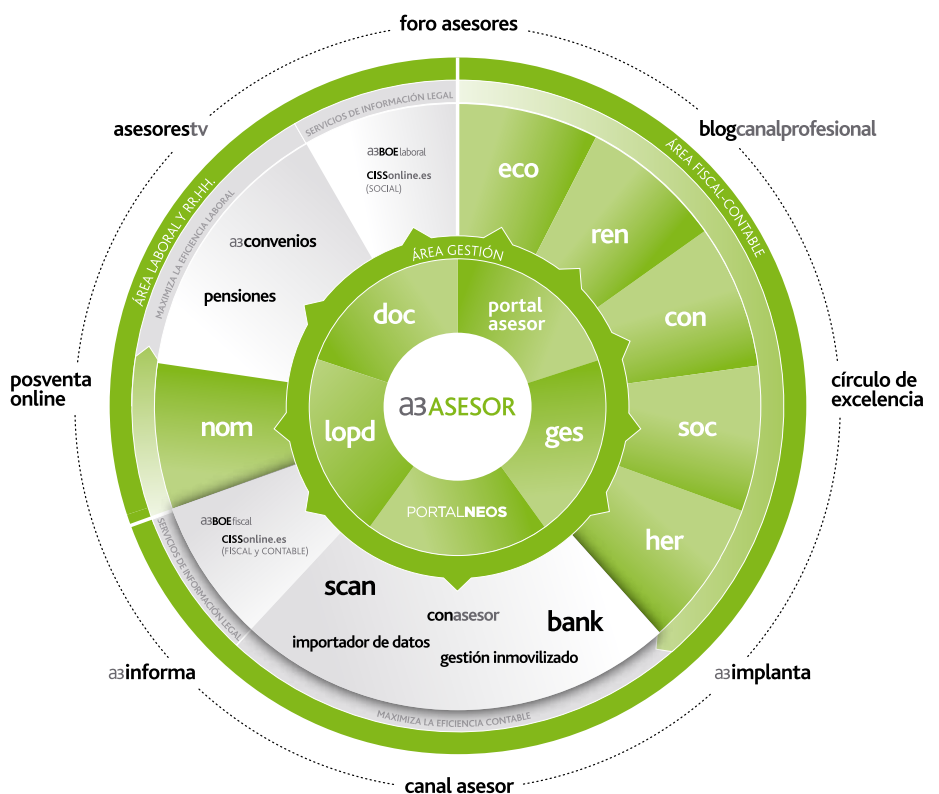 foro asesores
asesorestv
blogcanalprofesional
SERVICIOS DE INFORMACIÓN LEGAL
ÁREA FISCAL-CONTABLE
ÁREA LABORAL Y RR.HH.
MAXIMIZA LA EFICIENCIA LABORAL
a3BOElaboral
CISSonline.es
(SOCIAL)
eco
ren
a3convenios
pensiones
ÁREA GESTIÓN
doc
portal
asesor
con
posventa
online
círculo de
excelencia
a3ASESOR
nom
lopd
ges
soc
PORTALNEOS
a3BOEfiscal
CISSonline.es
(FISCAL y CONTABLE)
her
SERVICIOS DE INFORMACIÓN LEGAL
scan
conasesor
bank
importador de datos
gestión inmovilizado
a3informa
a3implanta
MAXIMIZA LA EFICIENCIA CONTABLE
canal asesor